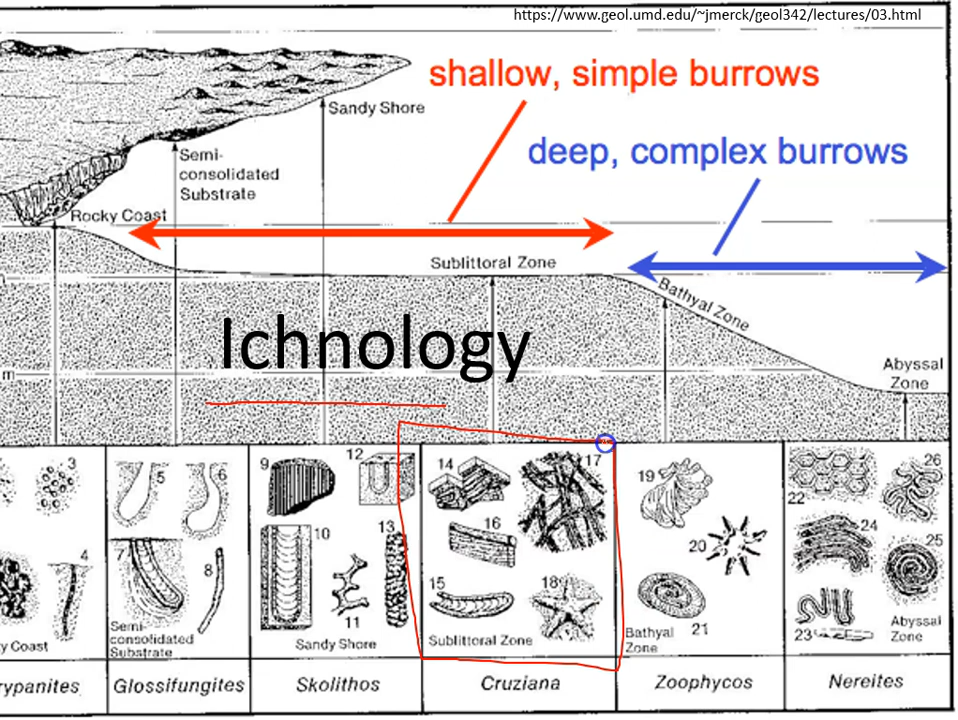 https://www.geol.umd.edu/~jmerck/geol342/lectures/03.html
shallow, simple burrows
Sandy Shore
deep, complex burrows
Semi-
consolidated
Substrate
Rocky Coast
Sublittoral Zone
Bathyal Zone
Ichnology
m
Abyssal
Zone
3
4
y Coast
5
6
7
8
Semi-
consolidated
Substrate
9
12
10
13
11
Sandy Shore
14
17
16
15
18
Sublittoral Zone
19
20
21
Bathyal
Zone
22
26
24
25
23
Abyssal
Zone
rypanites
Glossifungites
Skolithos
Cruziana
Zoophycos
Nereites